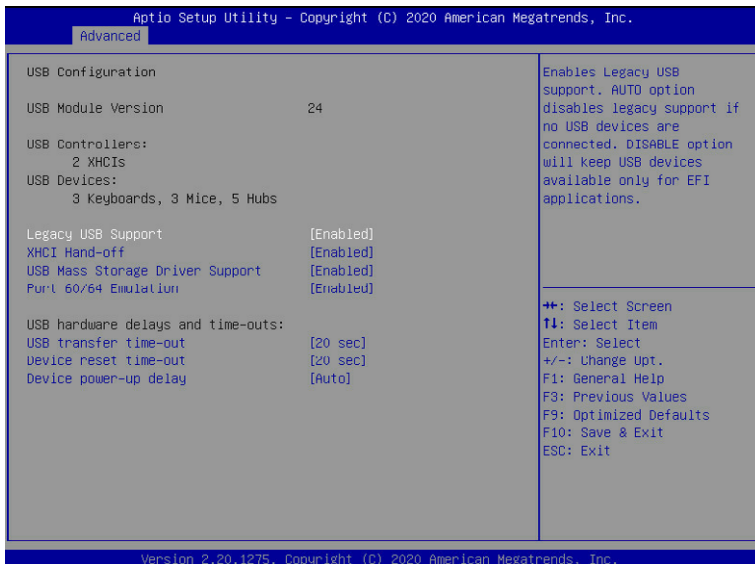 Aptio Setup Utility – Copyright (C) 2020 American Megatrends, Inc.
Advanced
USB Configuration
USB Module Version 24
USB Controllers:
2 XHCIs
USB Devices:
3 Keyboards, 3 Mice, 5 Hubs
Legacy USB Support [Enabled]
XHCI Hand-off [Enabled]
USB Mass Storage Driver Support [Enabled]
Port 60/64 Emulation [Enabled]
USB hardware delays and time-outs:
USB transfer time-out [20 sec]
Device reset time-out [20 sec]
Device power-up delay [Auto]
Enables Legacy USB
support. AUTO option
disables legacy support if
no USB devices are
connected. DISABLE option
will keep USB devices
available only for EFI
applications.
→←: Select Screen
↑↓: Select Item
Enter: Select
+/-: Change Opt.
F1: General Help
F3: Previous Values
F9: Optimized Defaults
F10: Save & Exit
ESC: Exit
Version 2.20.1275. Copyright (C) 2020 American Megatrends, Inc.